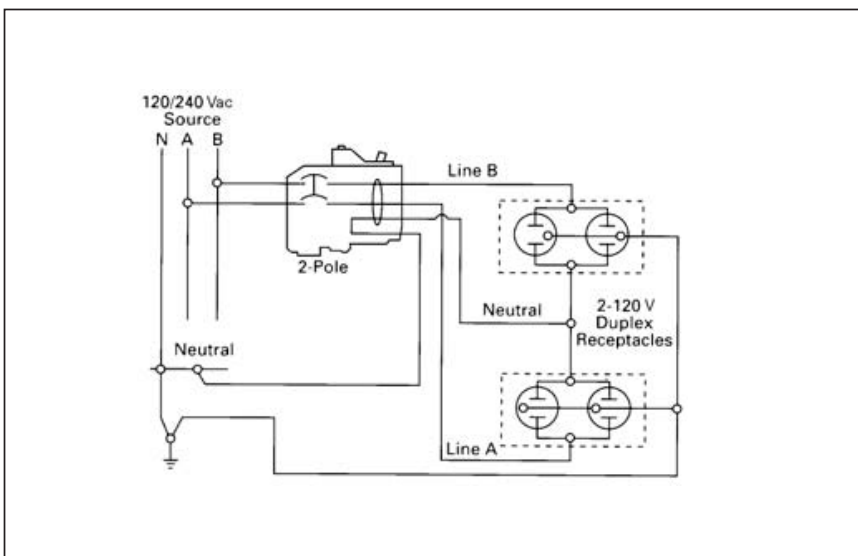 120/240 Vac
Source
N A B
Line B
2-Pole
Neutral
2-120 V
Duplex
Receptacles
Neutral
Line A